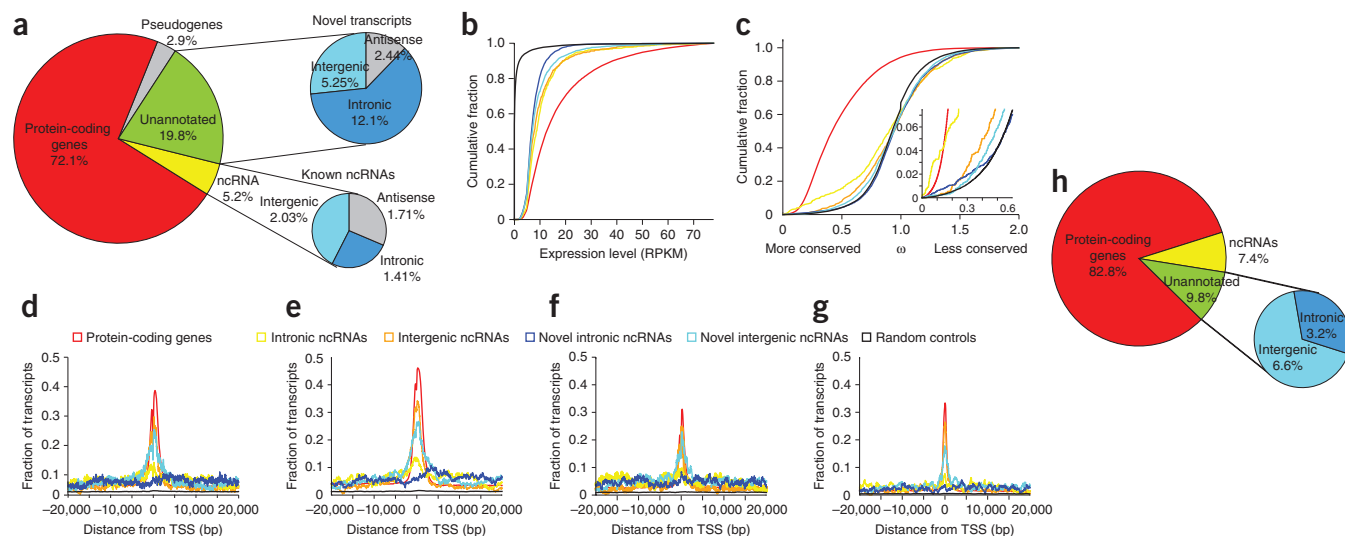 a
Pseudogenes
2.9%
Protein-coding
genes
72.1%
Unannotated
19.8%
ncRNA
5.2%
Novel transcripts
Antisense
2.44%
Intergenic
5.25%
Intronic
12.1%
Known ncRNAs
Intergenic
2.03%
Antisense
1.71%
Intronic
1.41%
b
Cumulative fraction
1.0
0.8
0.6
0.4
0.2
0
0 10 20 30 40 50 60 70
Expression level (RPKM)
c
Cumulative fraction
1.0
0.8
0.6
0.4
0.2
0
0 0.5 1.0 1.5 2.0
More conserved ω Less conserved
0.06
0.04
0.02
0
0 0.3 0.6
h
Protein-coding
genes
82.8%
ncRNAs
7.4%
Unannotated
9.8%
Intronic
3.2%
Intergenic
6.6%
d e f g
Protein-coding genes Intronic ncRNAs Intergenic ncRNAs Novel intronic ncRNAs Novel intergenic ncRNAs Random controls
Fraction of transcripts
0.5
0.4
0.3
0.2
0.1
0
−20,000 −10,000 0 10,000 20,000
Distance from TSS (bp)
Fraction of transcripts
0.5
0.4
0.3
0.2
0.1
0
−20,000 −10,000 0 10,000 20,000
Distance from TSS (bp)
Fraction of transcripts
0.5
0.4
0.3
0.2
0.1
0
−20,000 −10,000 0 10,000 20,000
Distance from TSS (bp)
Fraction of transcripts
0.5
0.4
0.3
0.2
0.1
0
−20,000 −10,000 0 10,000 20,000
Distance from TSS (bp)